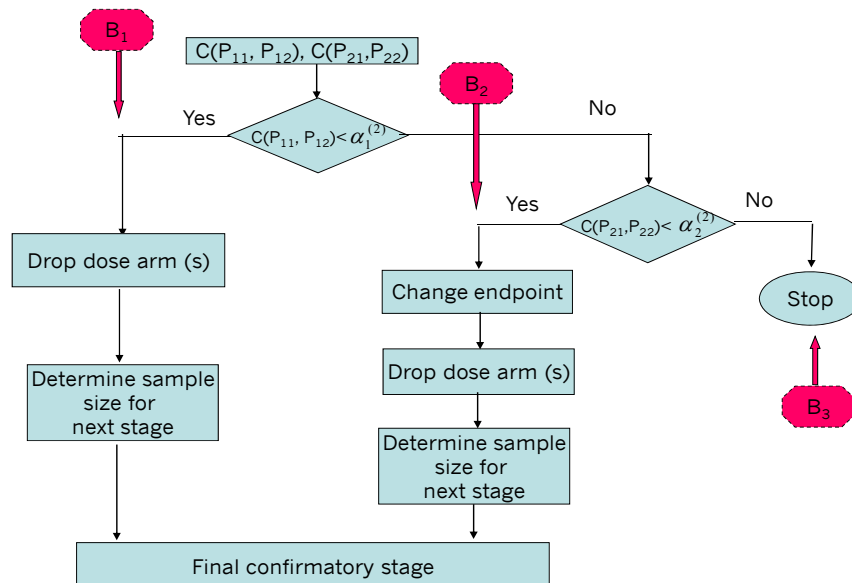 B₁
C(P₁₁, P₁₂), C(P₂₁,P₂₂)
B₂
Yes
C(P₁₁, P₁₂)<α₁⁽²⁾
No
Yes
C(P₂₁,P₂₂)< α₂⁽²⁾
No
Drop dose arm (s)
Change endpoint
Stop
Drop dose arm (s)
Determine sample
size for
next stage
B₃
Determine sample
size for
next stage
Final confirmatory stage